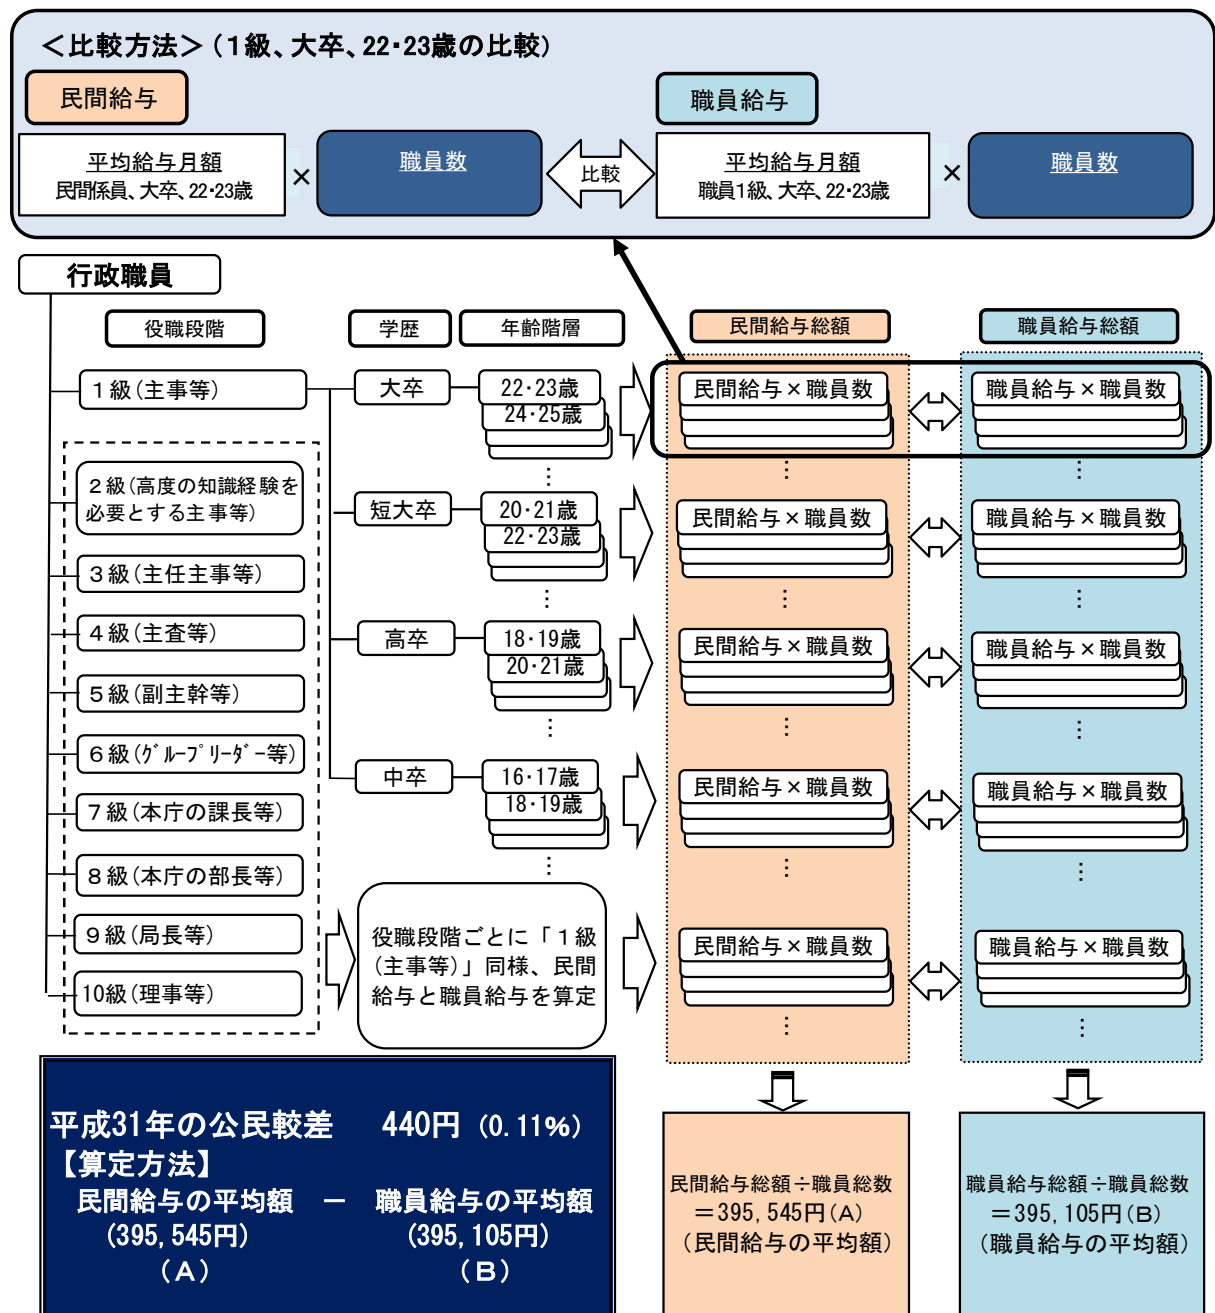 ＜比較方法＞（１級、大卒、22・23歳の比較）
民間給与
職員給与
平均給与月額
民間係員、大卒、22・23歳
×
職員数
比較
平均給与月額
職員１級、大卒、22・23歳
×
職員数
行政職員
役職段階
学歴
年齢階層
民間給与総額
職員給与総額
１級（主事等）
大卒
22・23歳
24・25歳
⋮
民間給与×職員数
⋮
職員給与×職員数
⋮
２級（高度の知識経験を
必要とする主事等）
短大卒
20・21歳
22・23歳
⋮
民間給与×職員数
⋮
職員給与×職員数
⋮
３級（主任主事等）
４級（主査等）
高卒
18・19歳
20・21歳
⋮
民間給与×職員数
⋮
職員給与×職員数
⋮
５級（副主幹等）
６級（ｸﾞﾙｰﾌﾟﾘｰﾀﾞｰ等）
中卒
16・17歳
18・19歳
⋮
民間給与×職員数
⋮
職員給与×職員数
⋮
７級（本庁の課長等）
８級（本庁の部長等）
９級（局長等）
10級（理事等）
役職段階ごとに「１級
（主事等）」同様、民間
給与と職員給与を算定
民間給与×職員数
⋮
職員給与×職員数
⋮
平成31年の公民較差　440円（0.11％）
【算定方法】
民間給与の平均額　－　職員給与の平均額
（395,545円）　（395,105円）
（Ａ）　（Ｂ）
民間給与総額÷職員総数
＝395,545円（Ａ）
（民間給与の平均額）
職員給与総額÷職員総数
＝395,105円（Ｂ）
（職員給与の平均額）